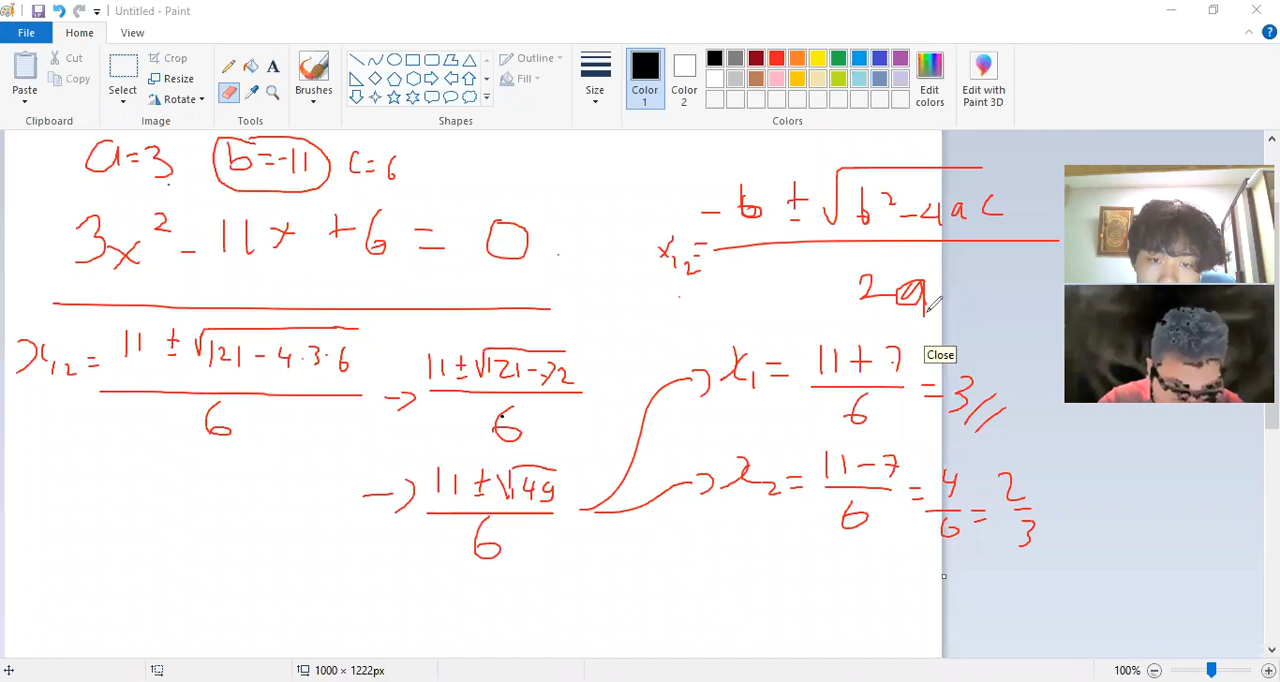 Untitled - Paint
File Home View
Paste Cut Copy Clipboard
Select Crop Resize Rotate Image
Tools
Brushes
Shapes Outline Fill
Size
Color 1 Color 2 Edit colors Colors
Edit with Paint 3D
a=3 b=-11 c=6
3x² - 11x + 6 = 0
x₁₂ = (-b ± √(b² - 4ac)) / 2a
x₁₂ = (11 ± √(121 - 4·3·6)) / 6 → (11 ± √(121 - 72)) / 6
→ (11 ± √49) / 6
→ x₁ = (11 + 7) / 6 = 3//
→ x₂ = (11 - 7) / 6 = 4/6 = 2/3
Close
1000 × 1222px 100%